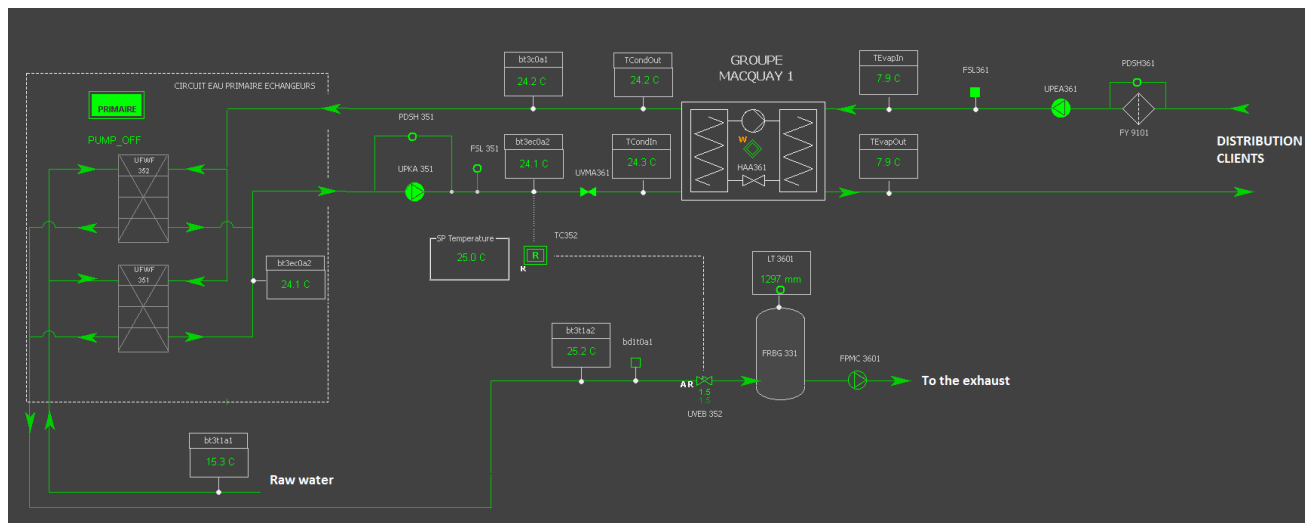 CIRCUIT EAU PRIMAIRE ECHANGEURS
PRIMAIRE
PUMP_OFF
UFWF
352
UFWF
351
bt3ec0a2
24.1 C
bt3t1a1
15.3 C
Raw water
PDSH 351
FSL 351
UPKA 351
bt3c0a1
24.2 C
bt3ec0a2
24.1 C
UVMA361
TCondOut
24.2 C
TCondIn
24.3 C
GROUPE
MACQUAY 1
W
HAA361
TEvapIn
7.9 C
TEvapOut
7.9 C
FSL361
UPEA361
PDSH361
FY 9101
DISTRIBUTION
CLIENTS
SP Temperature
25.0 C
TC352
R
R
bt3t1a2
25.2 C
bd1t0a1
AR
1.5
1.5
UVEB 352
LT 3601
1297 mm
FRBG 331
FPMC 3601
To the exhaust